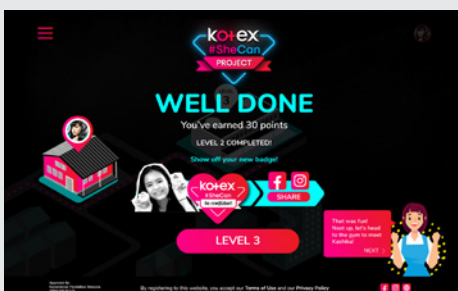 kotex
#SheCan
PROJECT
WELL DONE
You've earned 30 points
LEVEL 2 COMPLETED!
Show off your new badge!
kotex
#SheCan
SHARE
LEVEL 3
That was fun!
Next up, let's head
to the gym to meet
NEXT >
By registering to this website, you accept our Terms of Use and our Privacy Policy